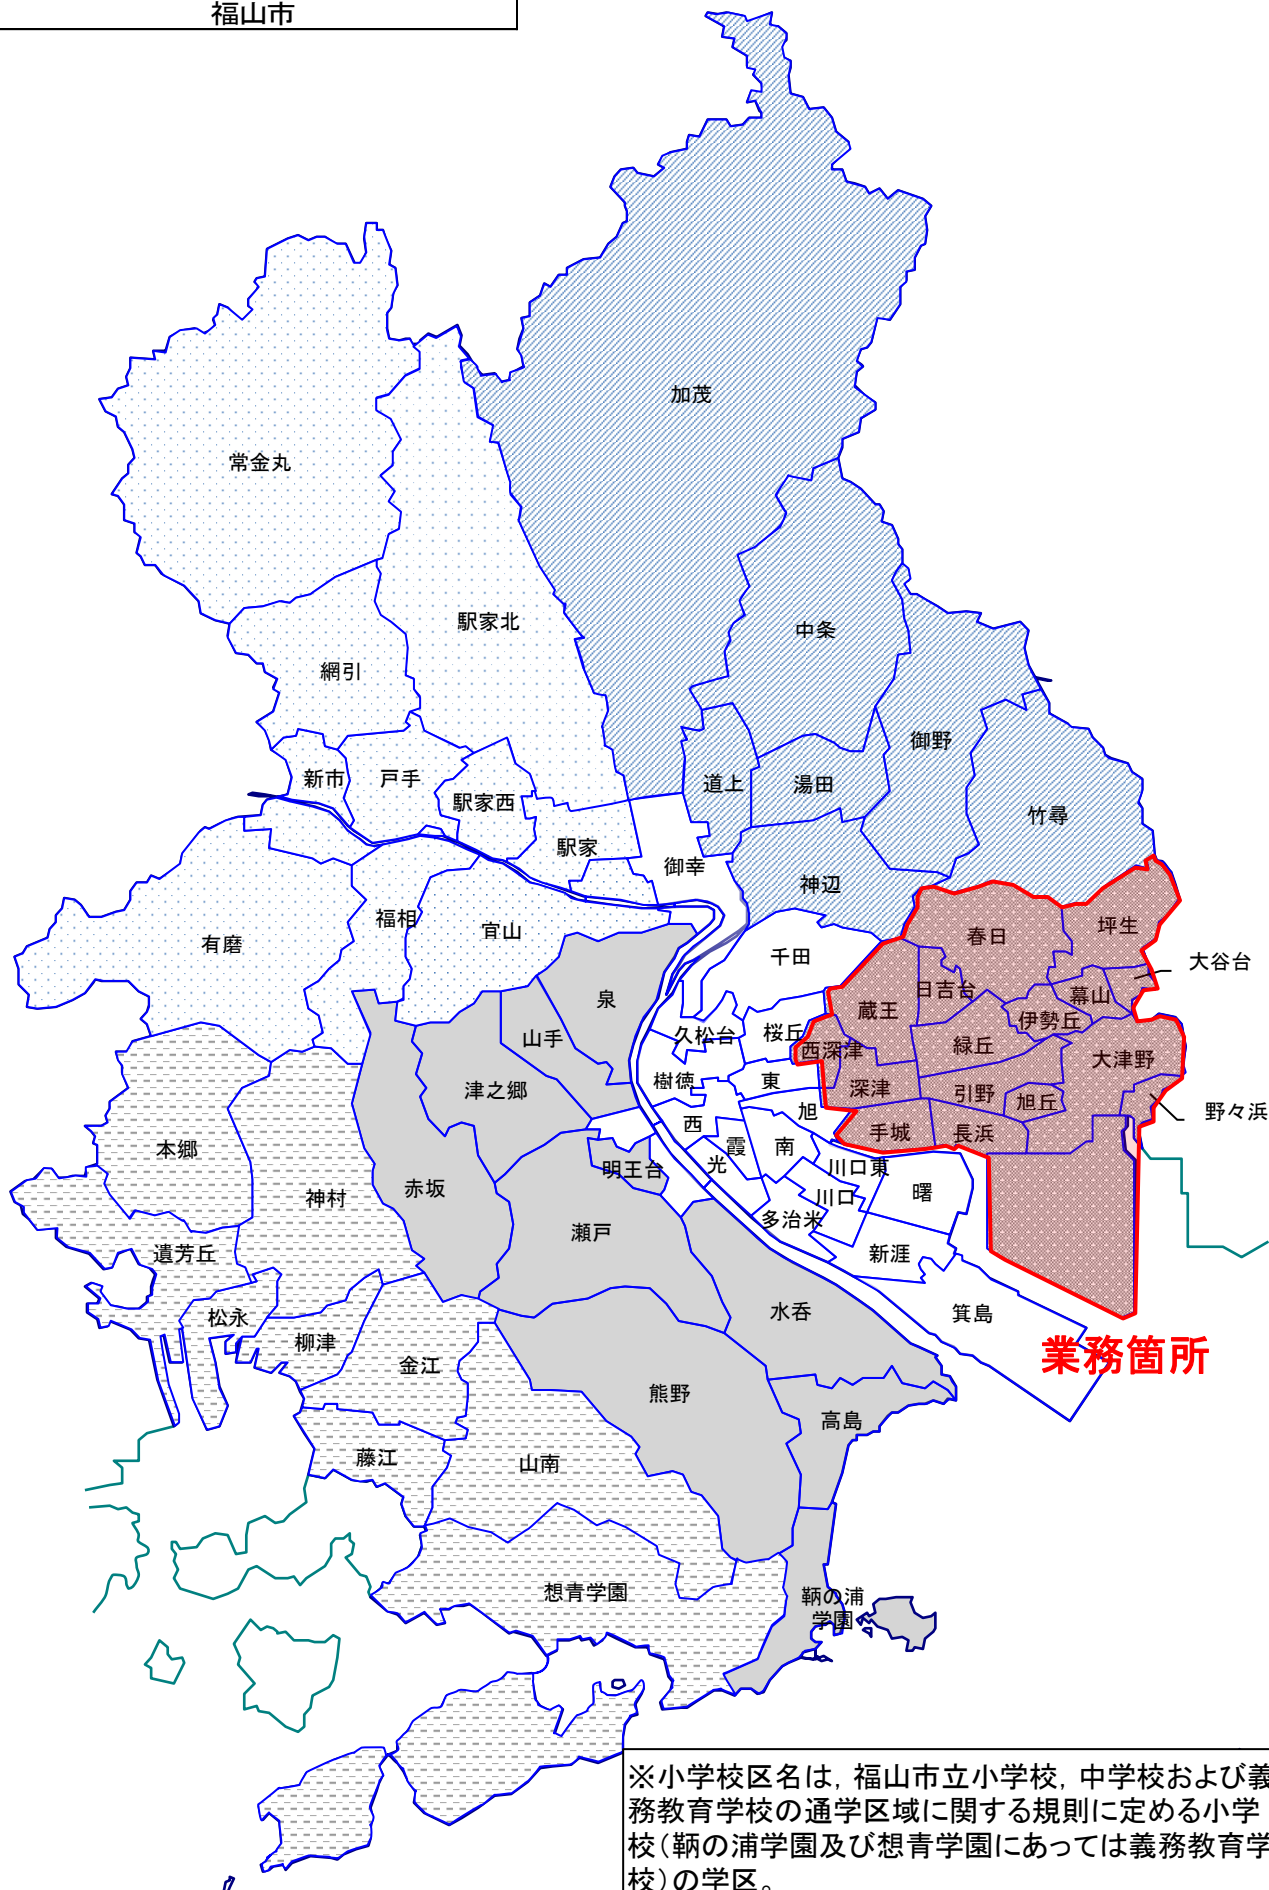 福山市
加茂
常金丸
駅家北
中条
網引
御野
新市
戸手
道上
湯田
駅家西
竹尋
駅家
御幸
神辺
福相
宜山
有磨
春日
坪生
千田
大谷台
泉
日吉台
幕山
蔵王
伊勢丘
山手
久松台
桜丘
西深津
緑丘
大津野
樹徳
東
津之郷
深津
引野
旭丘
旭
野々浜
西
手城
長浜
本郷
霞
南
光
川口東
明王台
赤坂
神村
川口
曙
多治米
瀬戸
遺芳丘
新涯
松永
水呑
箕島
柳津
業務箇所
金江
熊野
高島
藤江
山南
想青学園
鞆の浦
学園
※小学校区名は，福山市立小学校，中学校および義
務教育学校の通学区域に関する規則に定める小学
校（鞆の浦学園及び想青学園にあっては義務教育学
校）の学区。